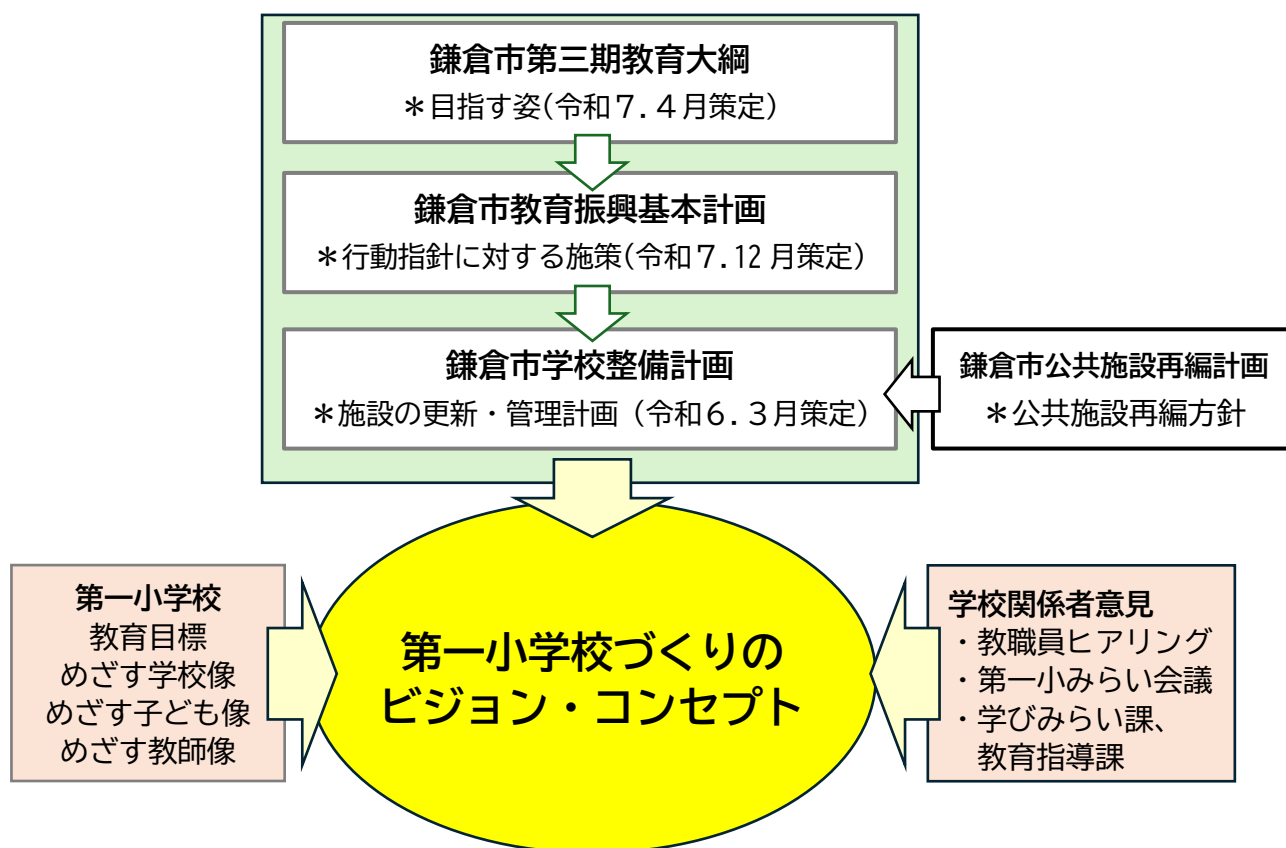 鎌倉市第三期教育大綱
＊目指す姿(令和７.４月策定)
鎌倉市教育振興基本計画
＊行動指針に対する施策(令和７.12月策定)
鎌倉市学校整備計画
＊施設の更新・管理計画（令和６.３月策定）
鎌倉市公共施設再編計画
＊公共施設再編方針
第一小学校
教育目標
めざす学校像
めざす子ども像
めざす教師像
第一小学校づくりの
ビジョン・コンセプト
学校関係者意見
・教職員ヒアリング
・第一小みらい会議
・学びみらい課、
教育指導課